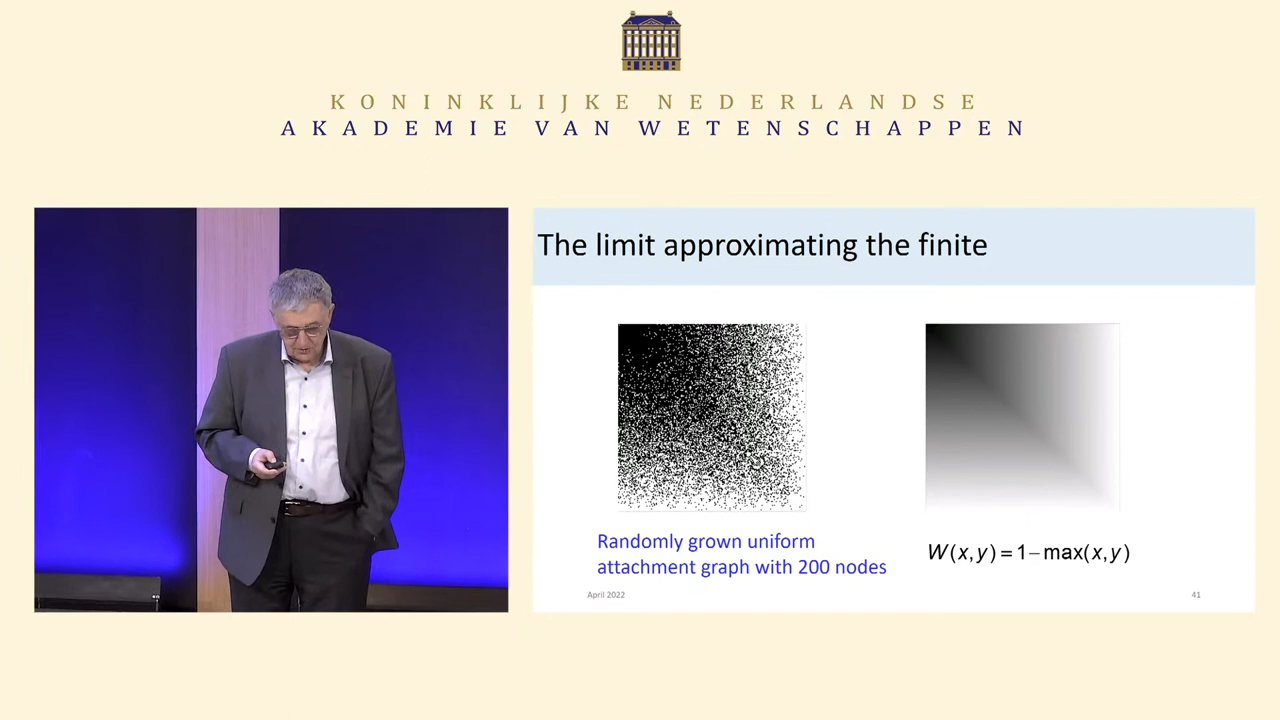 KONINKLIJKE NEDERLANDSE
AKADEMIE VAN WETENSCHAPPEN
The limit approximating the finite
Randomly grown uniform
attachment graph with 200 nodes
W(x,y)=1−max(x,y)
April 2022
41